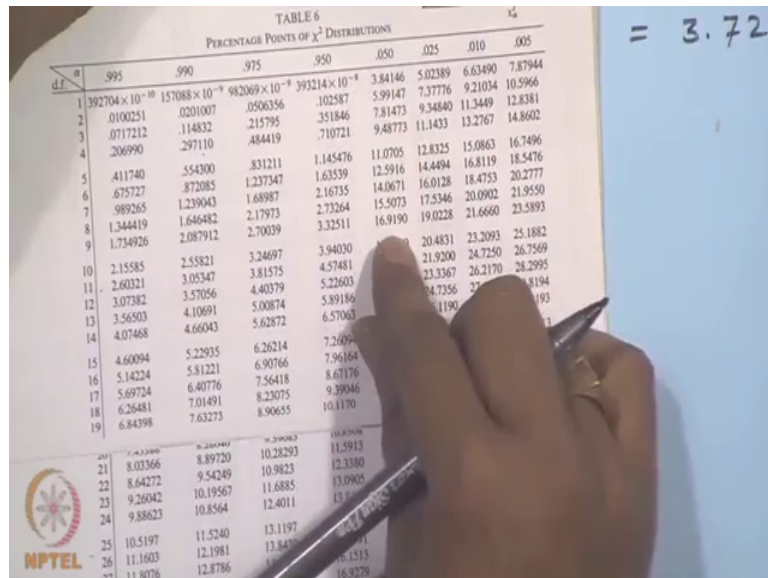 TABLE 6
PERCENTAGE POINTS OF χ² DISTRIBUTIONS
= 3.72
d.f. α .995 .990 .975 .950 .050 .025 .010 .005
1 392704×10⁻¹⁰ 157088×10⁻⁹ 982069×10⁻⁹ 393214×10⁻⁸ 3.84146 5.02389 6.63490 7.87944
2 .0100251 .0201007 .0506356 .102587 5.99147 7.37776 9.21034 10.5966
3 .0717212 .114832 .215795 .351846 7.81473 9.34840 11.3449 12.8381
4 .206990 .297110 .484419 .710721 9.48773 11.1433 13.2767 14.8602
5 .411740 .554300 .831211 1.145476 11.0705 12.8325 15.0863 16.7496
6 .675727 .872085 1.237347 1.63539 12.5916 14.4494 16.8119 18.5476
7 .989265 1.239043 1.68987 2.16735 14.0671 16.0128 18.4753 20.2777
8 1.344419 1.646482 2.17973 2.73264 15.5073 17.5346 20.0902 21.9550
9 1.734926 2.087912 2.70039 3.32511 16.9190 19.0228 21.6660 23.5893
10 2.15585 2.55821 3.24697 3.94030 20.4831 23.2093 25.1882
11 2.60321 3.05347 3.81575 4.57481 21.9200 24.7250 26.7569
12 3.07382 3.57056 4.40379 5.22603 23.3367 26.2170 28.2995
13 3.56503 4.10691 5.00874 5.89186 24.7356
14 4.07468 4.66043 5.62872 6.57063
15 4.60094 5.22935 6.26214
16 5.14224 5.81221 6.90766 7.96164
17 5.69724 6.40776 7.56418 8.67176
18 6.26481 7.01491 8.23075 9.39046
19 6.84398 7.63273 8.90655 10.1170
21 8.03366 8.89720 10.28293 11.5913
22 8.64272 9.54249 10.9823 12.3380
23 9.26042 10.19567 11.6885 13.0905
24 9.88623 10.8564 12.4011
25 10.5197 11.5240 13.1197
26 11.1603 12.1981
11.8076 12.8786 16.9279
NPTEL